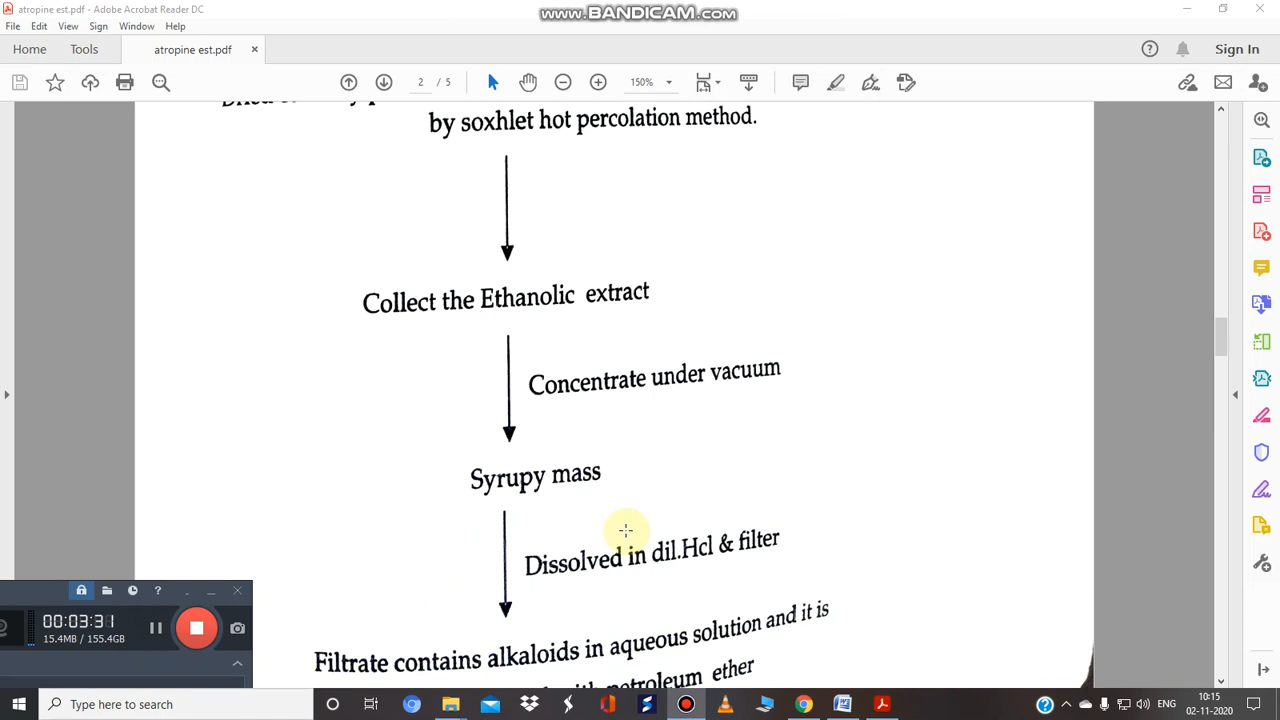 atropine est.pdf - Adobe Acrobat Reader DC
www.BANDICAM.com
File Edit View Sign Window Help
Home Tools atropine est.pdf × Sign In
2 / 5 150%
by soxhlet hot percolation method.
Collect the Ethanolic extract
Concentrate under vacuum
Syrupy mass
Dissolved in dil.Hcl & filter
00:03:31
15.4MB / 155.4GB
Filtrate contains alkaloids in aqueous solution and it is
with petroleum ether
Type here to search
ENG
10:15
02-11-2020